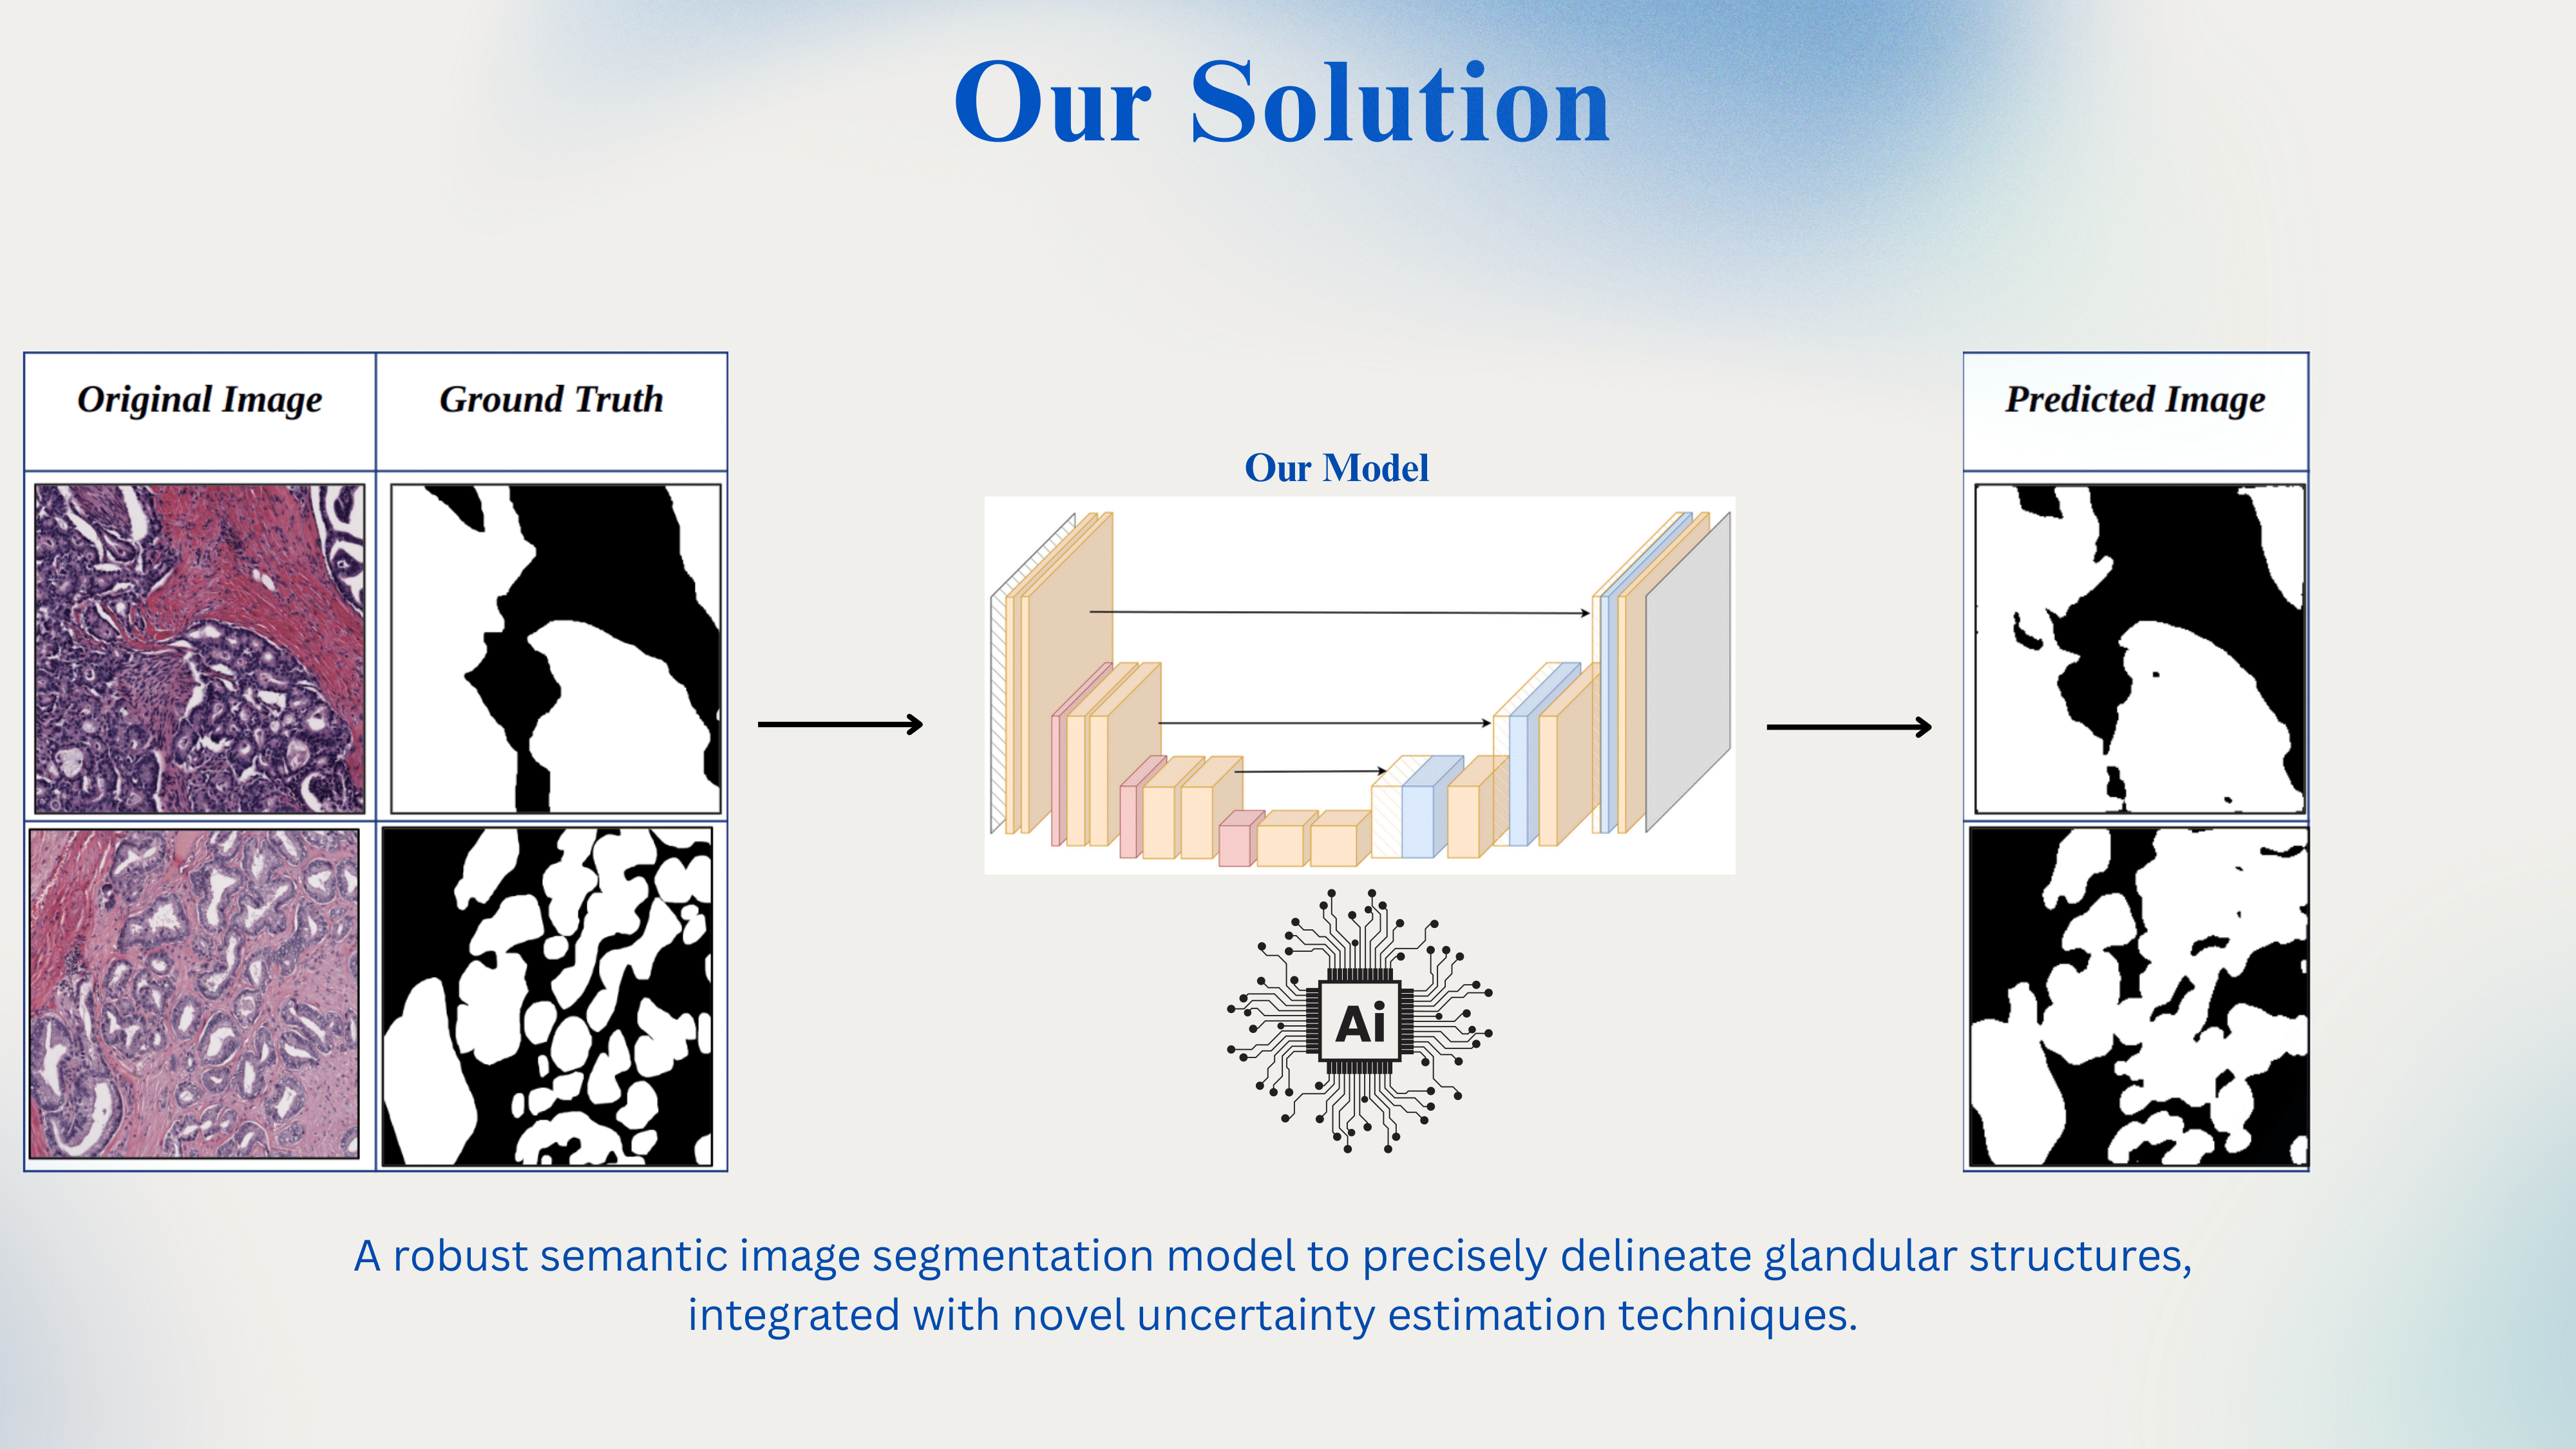 Our Solution
Original Image
Ground Truth
Predicted Image
Our Model
Ai
A robust semantic image segmentation model to precisely delineate glandular structures,
integrated with novel uncertainty estimation techniques.